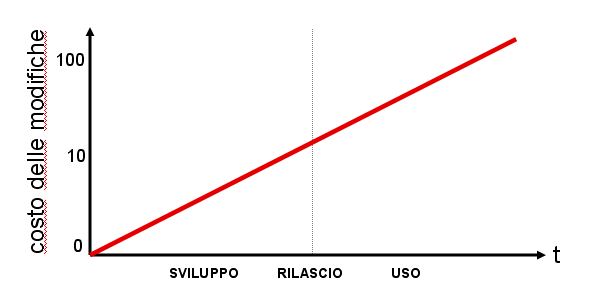 costo delle modifiche
100
10
0
t
SVILUPPO RILASCIO USO